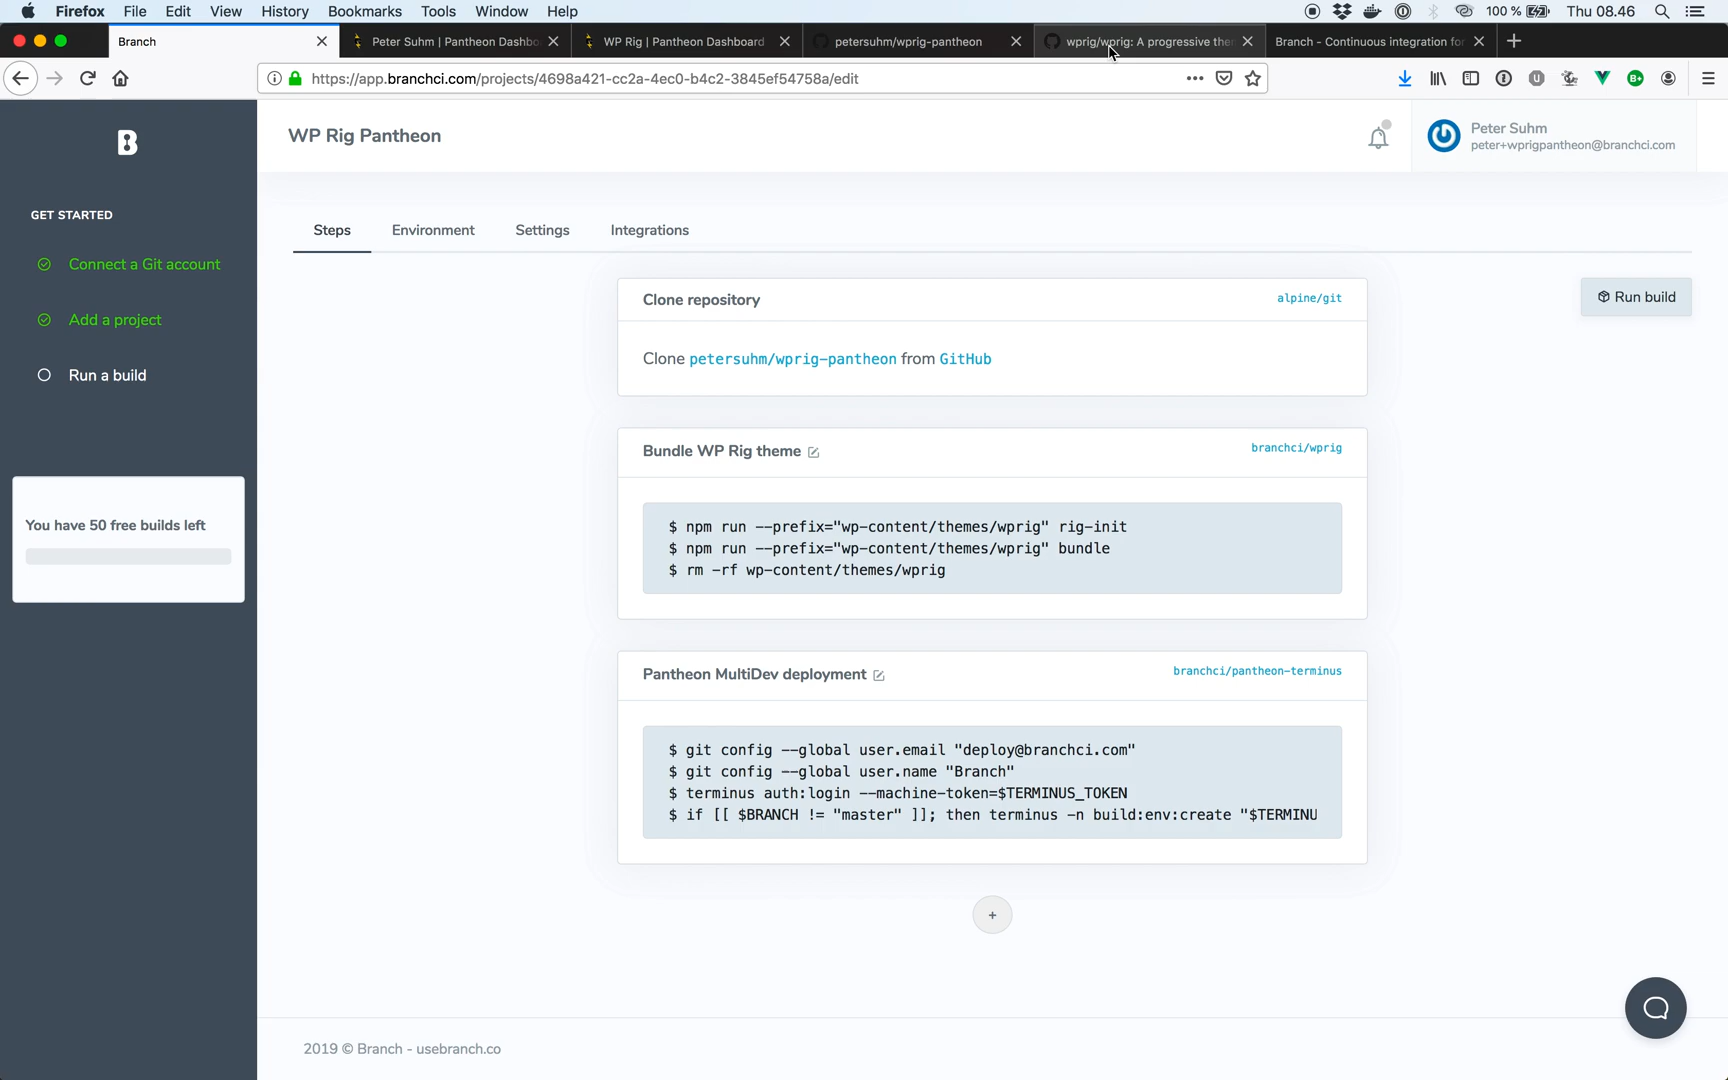 Firefox File Edit View History Bookmarks Tools Window Help 100 % Thu 08.46
Branch Peter Suhm | Pantheon Dashbo WP Rig | Pantheon Dashboard petersuhm/wprig-pantheon wprig/wprig: A progressive the Branch - Continuous integration for
https://app.branchci.com/projects/4698a421-cc2a-4ec0-b4c2-3845ef54758a/edit
WP Rig Pantheon
Peter Suhm
peter+wprigpantheon@branchci.com
GET STARTED
Connect a Git account
Add a project
Run a build
You have 50 free builds left
Steps Environment Settings Integrations
Run build
Clone repository alpine/git
Clone petersuhm/wprig-pantheon from GitHub
Bundle WP Rig theme branchci/wprig
$ npm run --prefix="wp-content/themes/wprig" rig-init
$ npm run --prefix="wp-content/themes/wprig" bundle
$ rm -rf wp-content/themes/wprig
Pantheon MultiDev deployment branchci/pantheon-terminus
$ git config --global user.email "deploy@branchci.com"
$ git config --global user.name "Branch"
$ terminus auth:login --machine-token=$TERMINUS_TOKEN
$ if [[ $BRANCH != "master" ]]; then terminus -n build:env:create "$TERMINU
+
2019 © Branch - usebranch.co